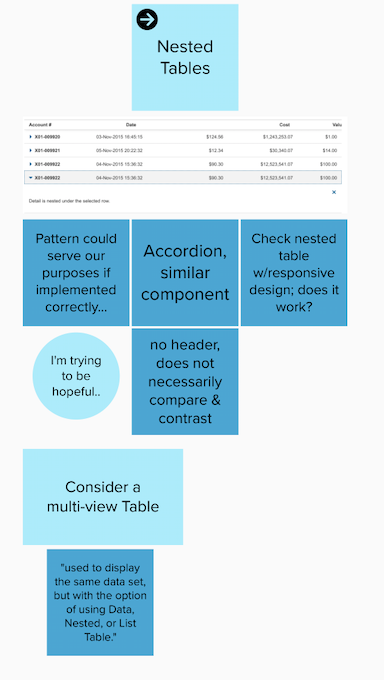 Nested
Tables
Account # Date Cost Valu
X01-009920 03-Nov-2015 16:45:15 $124.56 $1,243,253.07 $1.00
X01-009921 05-Nov-2015 20:22:32 $12.34 $30,340.07 $14.00
X01-009922 04-Nov-2015 15:36:32 $90.30 $12,523,541.07 $100.00
X01-009922 04-Nov-2015 15:36:32 $90.30 $12,523,541.07 $100.00
Detail is nested under the selected row.
Pattern could
serve our
purposes if
implemented
correctly...
Accordion,
similar
component
Check nested
table
w/responsive
design; does it
work?
I'm trying
to be
hopeful..
no header,
does not
necessarily
compare &
contrast
Consider a
multi-view Table
"used to display
the same data set,
but with the option
of using Data,
Nested, or List
Table."